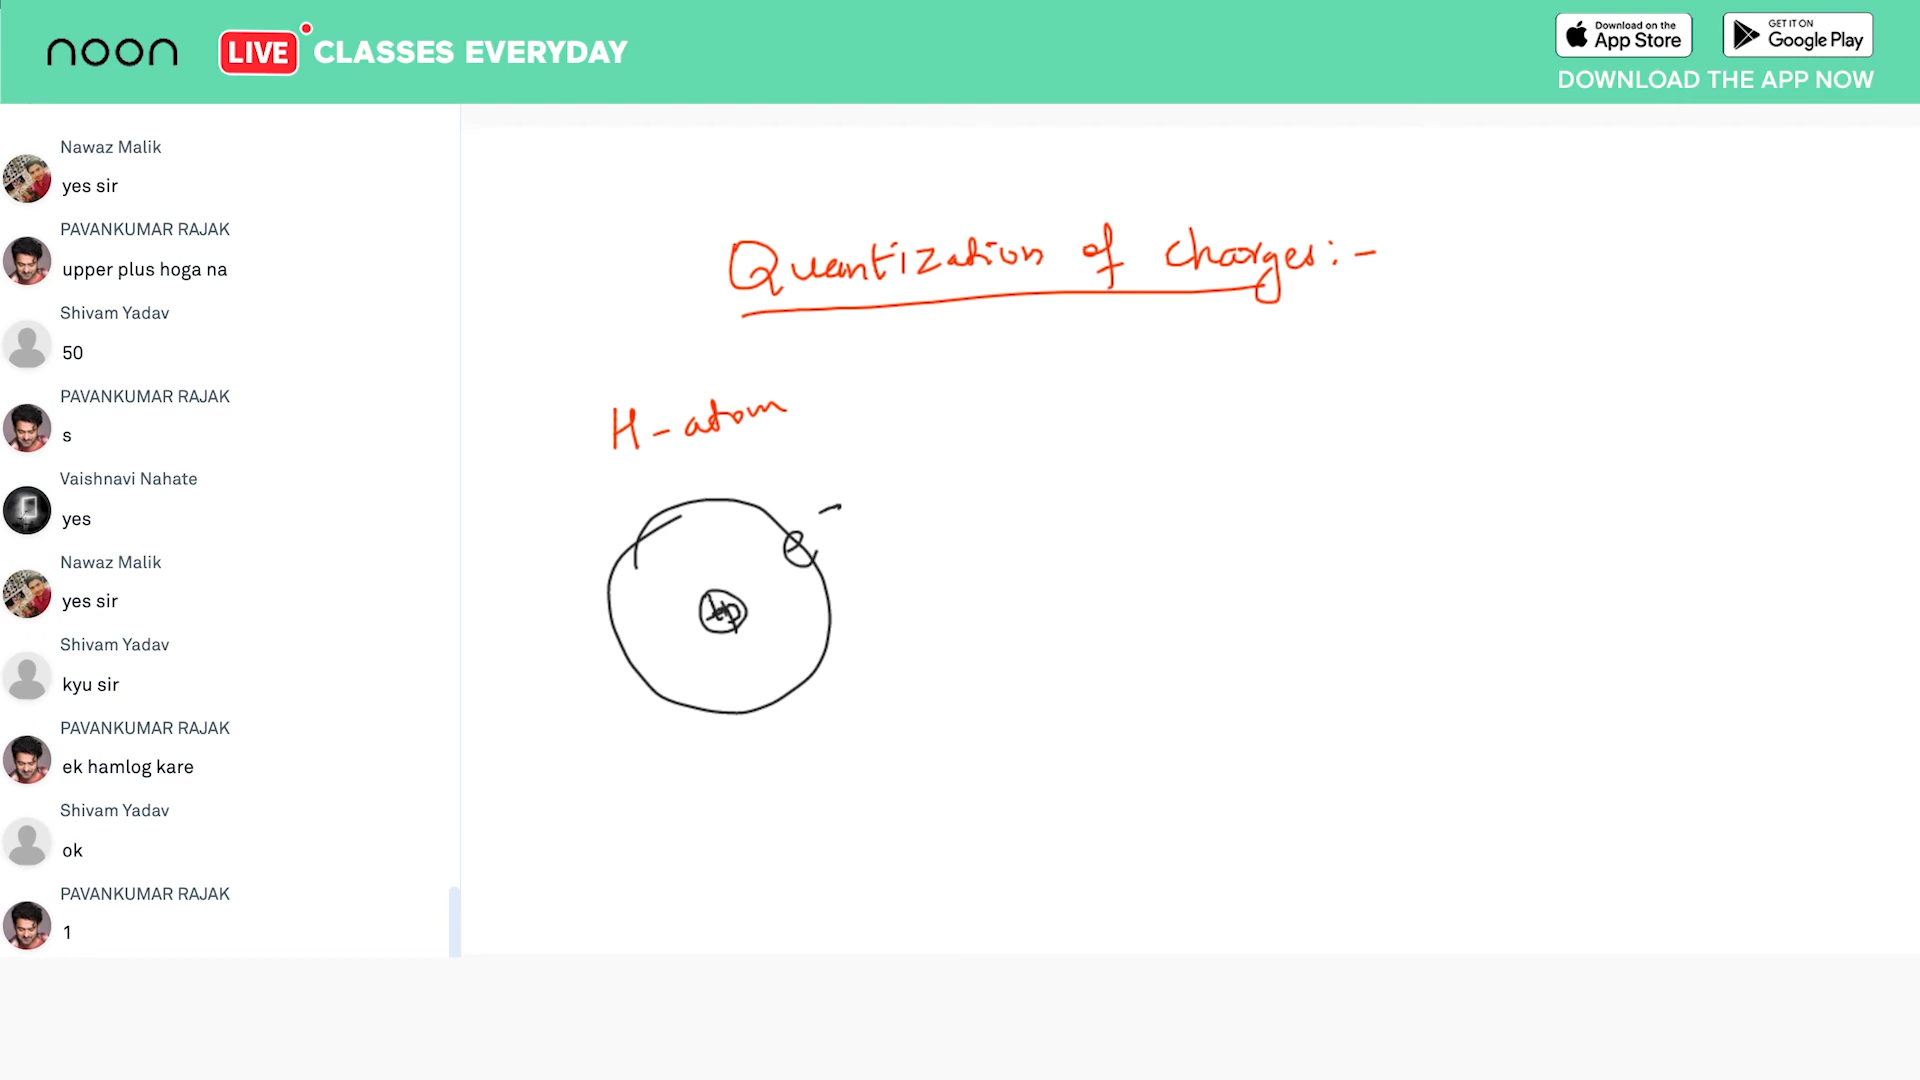 noon LIVE CLASSES EVERYDAY
Download on the
App Store
GET IT ON
Google Play
DOWNLOAD THE APP NOW
Nawaz Malik
yes sir
PAVANKUMAR RAJAK
upper plus hoga na
Shivam Yadav
50
PAVANKUMAR RAJAK
s
Vaishnavi Nahate
yes
Nawaz Malik
yes sir
Shivam Yadav
kyu sir
PAVANKUMAR RAJAK
ek hamlog kare
Shivam Yadav
ok
PAVANKUMAR RAJAK
1
Quantization of charges:-
H-atom
e -